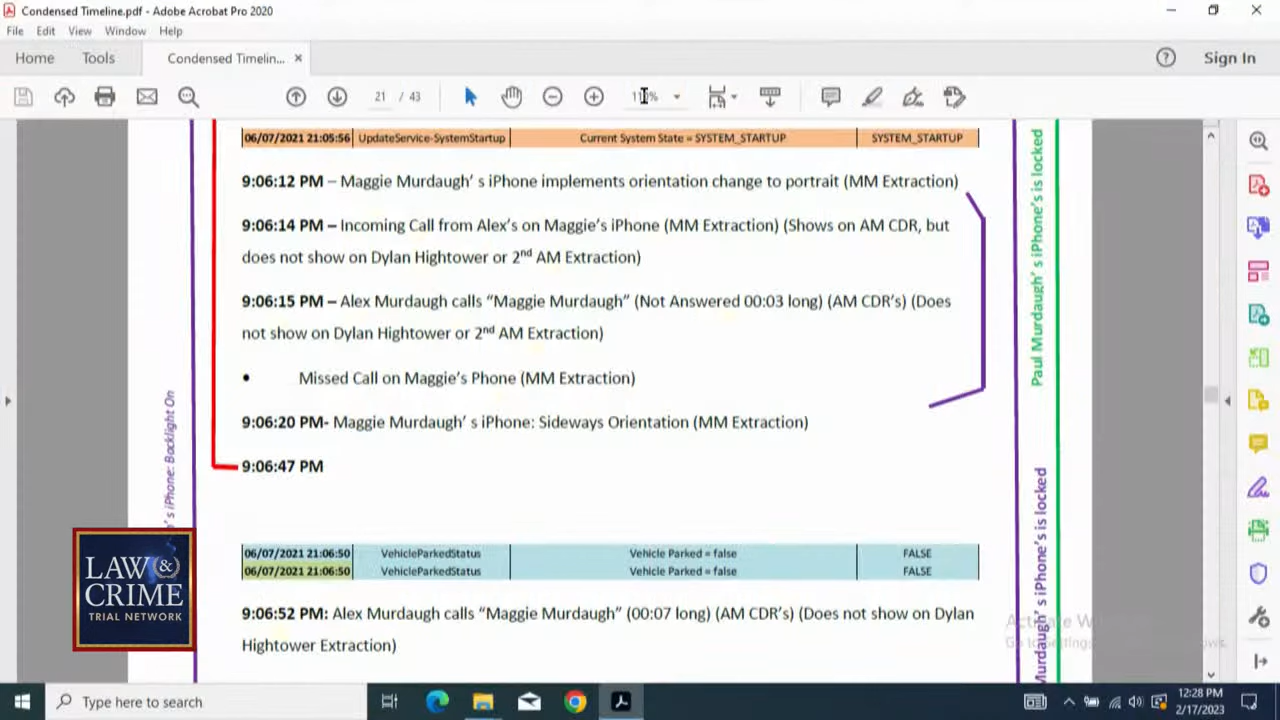 Condensed Timeline.pdf - Adobe Acrobat Pro 2020
File Edit View Window Help
Home Tools Condensed Timelin... × Sign In
21 / 43
06/07/2021 21:05:56 UpdateService-SystemStartup Current System State = SYSTEM_STARTUP SYSTEM_STARTUP
9:06:12 PM – Maggie Murdaugh' s iPhone implements orientation change to portrait (MM Extraction)
9:06:14 PM – Incoming Call from Alex's on Maggie's iPhone (MM Extraction) (Shows on AM CDR, but
does not show on Dylan Hightower or 2nd AM Extraction)
9:06:15 PM – Alex Murdaugh calls “Maggie Murdaugh” (Not Answered 00:03 long) (AM CDR's) (Does
not show on Dylan Hightower or 2nd AM Extraction)
• Missed Call on Maggie's Phone (MM Extraction)
9:06:20 PM- Maggie Murdaugh' s iPhone: Sideways Orientation (MM Extraction)
9:06:47 PM
06/07/2021 21:06:50 VehicleParkedStatus Vehicle Parked = false FALSE
06/07/2021 21:06:50 VehicleParkedStatus Vehicle Parked = false FALSE
9:06:52 PM: Alex Murdaugh calls “Maggie Murdaugh” (00:07 long) (AM CDR's) (Does not show on Dylan
Hightower Extraction)
' s iPhone: Backlight On
Paul Murdaugh' s iPhone's is locked
Murdaugh' s iPhone's is locked
LAW &
CRIME
TRIAL NETWORK
Type here to search
12:28 PM
2/17/2023